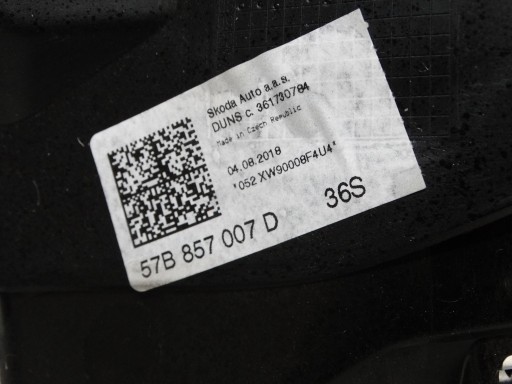 Skoda Auto a.s.
DUNS c. 361730784
Made in Czech Republic
04.08.2018
*052 XW90008F4U4*
36S
57B 857 007 D